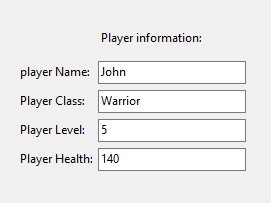 Player information:
player Name: John
Player Class: Warrior
Player Level: 5
Player Health: 140